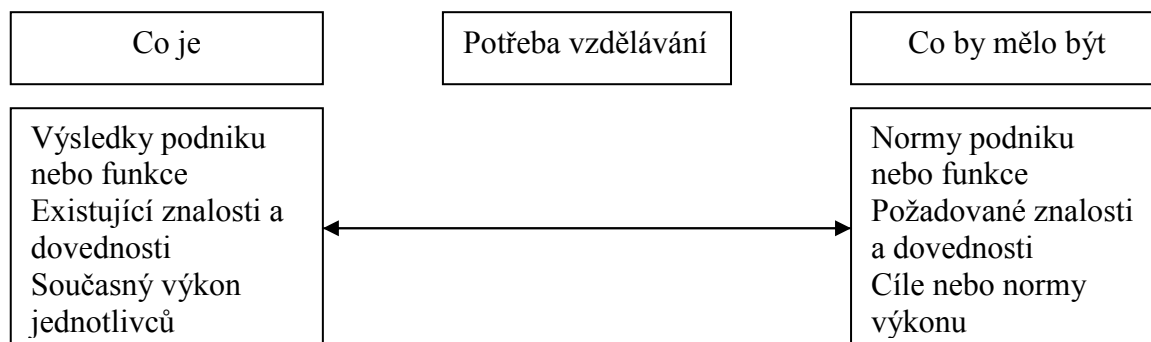 Co je
Potřeba vzdělávání
Co by mělo být
Výsledky podniku
nebo funkce
Existující znalosti a
dovednosti
Současný výkon
jednotlivců
Normy podniku
nebo funkce
Požadované znalosti
a dovednosti
Cíle nebo normy
výkonu